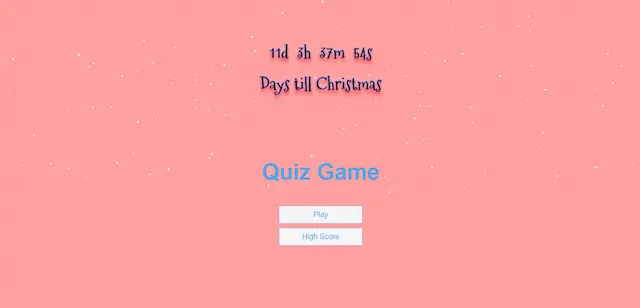 11d 3h 37m 54s
Days till Christmas
Quiz Game
Play
High Score